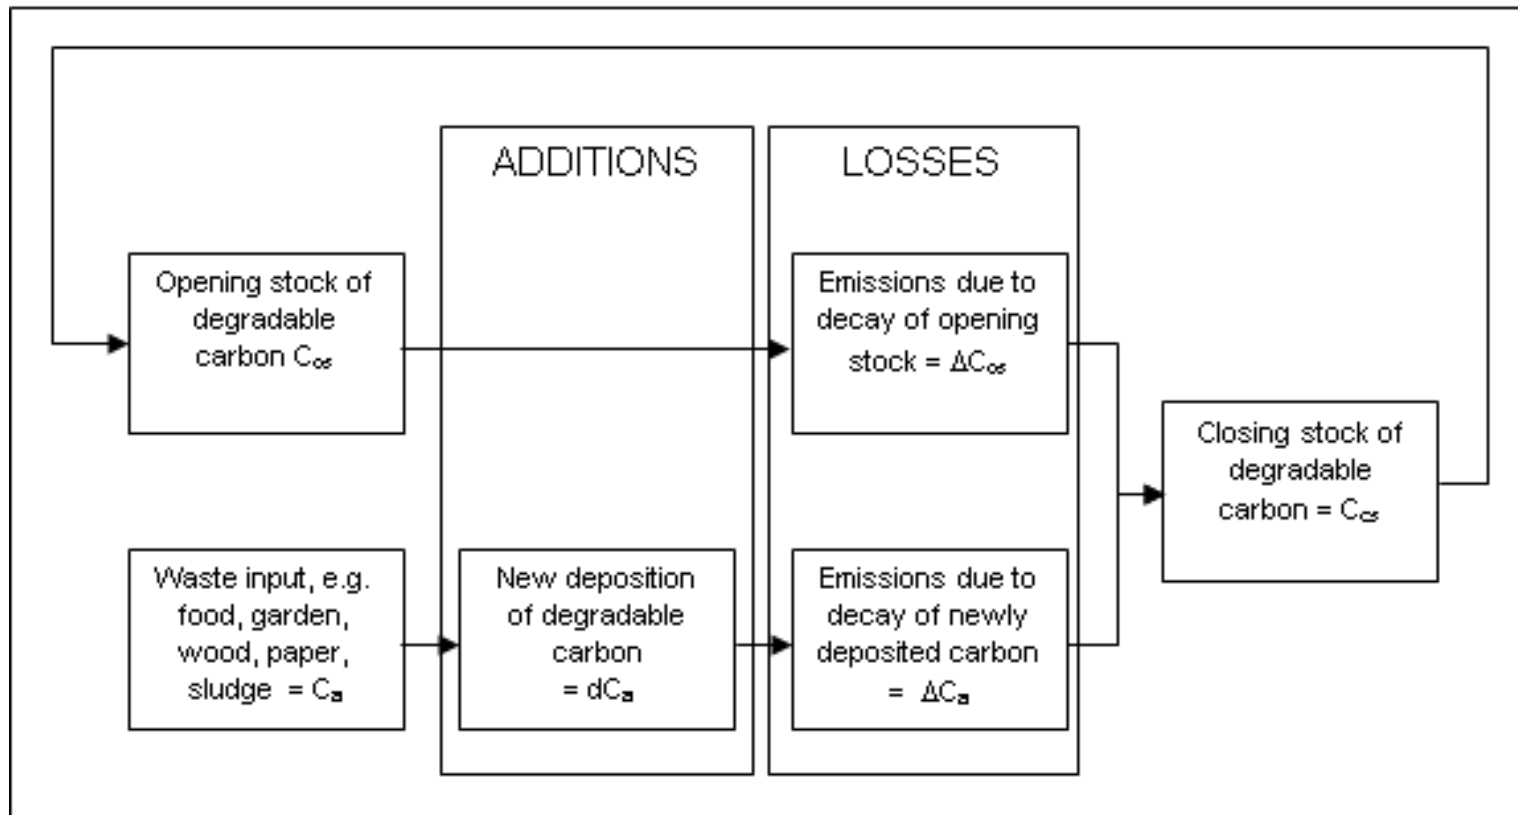 ADDITIONS
LOSSES
Opening stock of
degradable
carbon Cos
Emissions due to
decay of opening
stock = ΔCos
Closing stock of
degradable
carbon = Ccs
Waste input, e.g.
food, garden,
wood, paper,
sludge = Ca
New deposition
of degradable
carbon
= dCa
Emissions due to
decay of newly
deposited carbon
= ΔCa